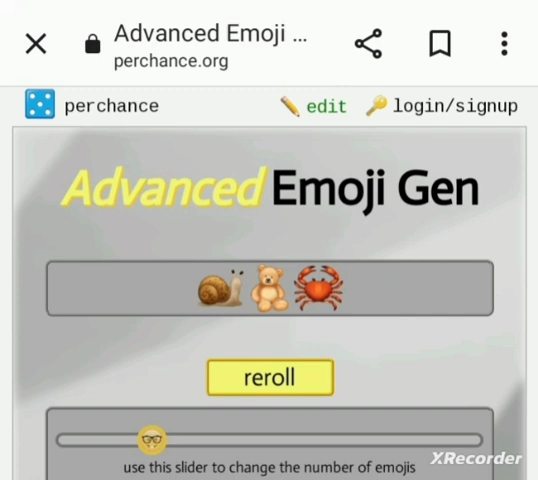 Advanced Emoji ...
perchance.org
perchance edit login/signup
Advanced Emoji Gen
reroll
use this slider to change the number of emojis
XRecorder